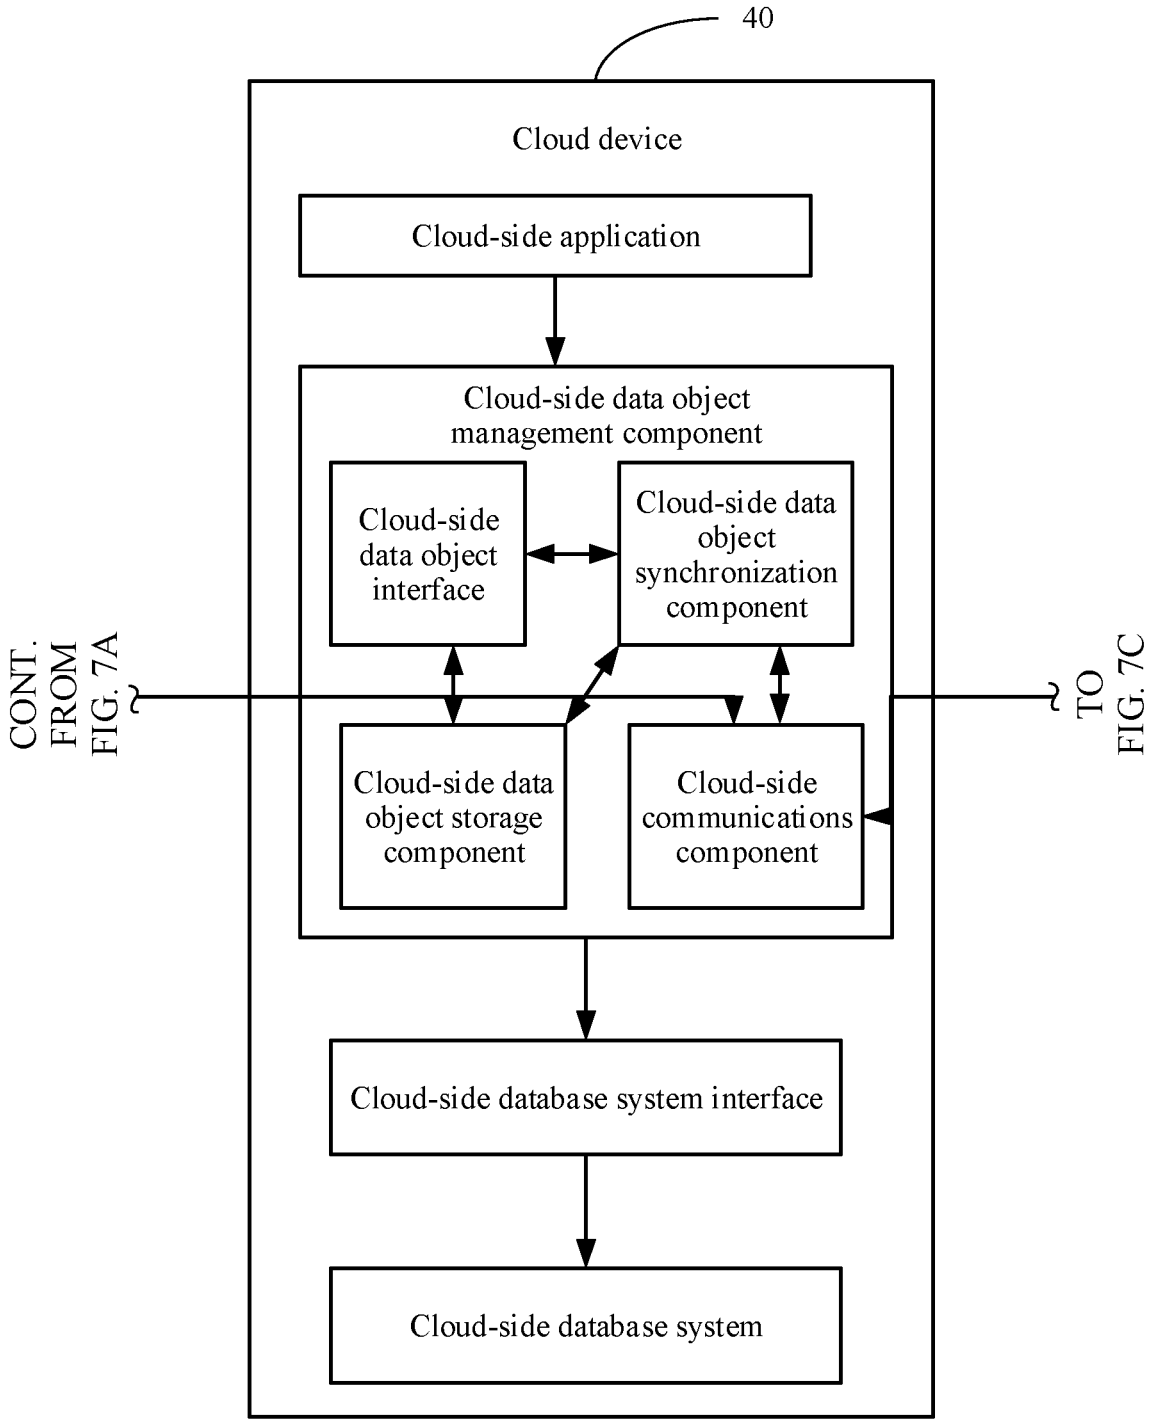 40
Cloud device
Cloud-side application
Cloud-side data object
management component
Cloud-side
data object
interface
Cloud-side data
object
synchronization
component
CONT.
FROM
FIG. 7A
TO
FIG. 7C
Cloud-side data
object storage
component
Cloud-side
communications
component
Cloud-side database system interface
Cloud-side database system